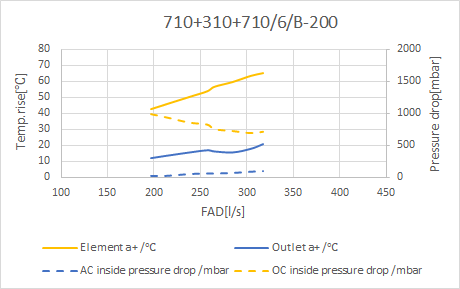 710+310+710/6/B-200
80
70
60
50
40
30
20
10
0
Temp.rise[°C]
2000
1500
1000
500
0
Pressure drop[mbar]
100 150 200 250 300 350 400 450
FAD[l/s]
Element a+ /°C
Outlet a+ /°C
AC inside pressure drop /mbar
OC inside pressure drop /mbar